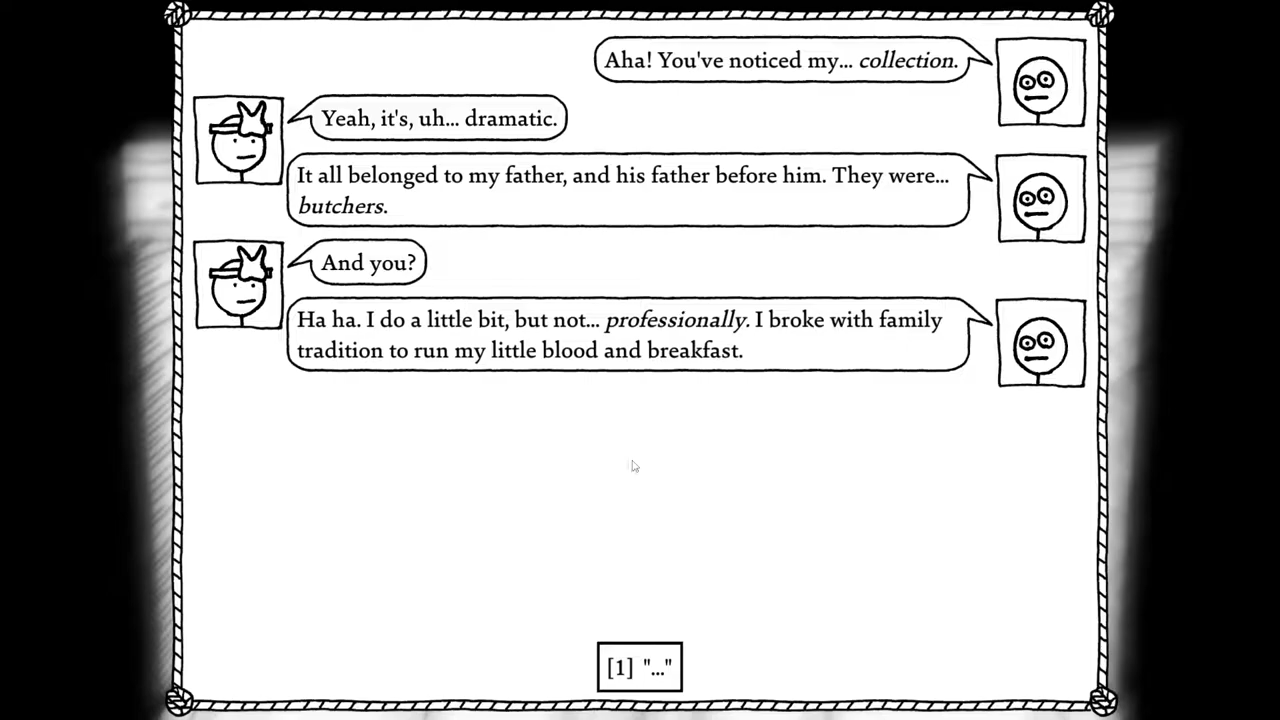 Aha! You've noticed my... collection.
Yeah, it's, uh... dramatic.
It all belonged to my father, and his father before him. They were...
butchers.
And you?
Ha ha. I do a little bit, but not... professionally. I broke with family
tradition to run my little blood and breakfast.
[1] "..."